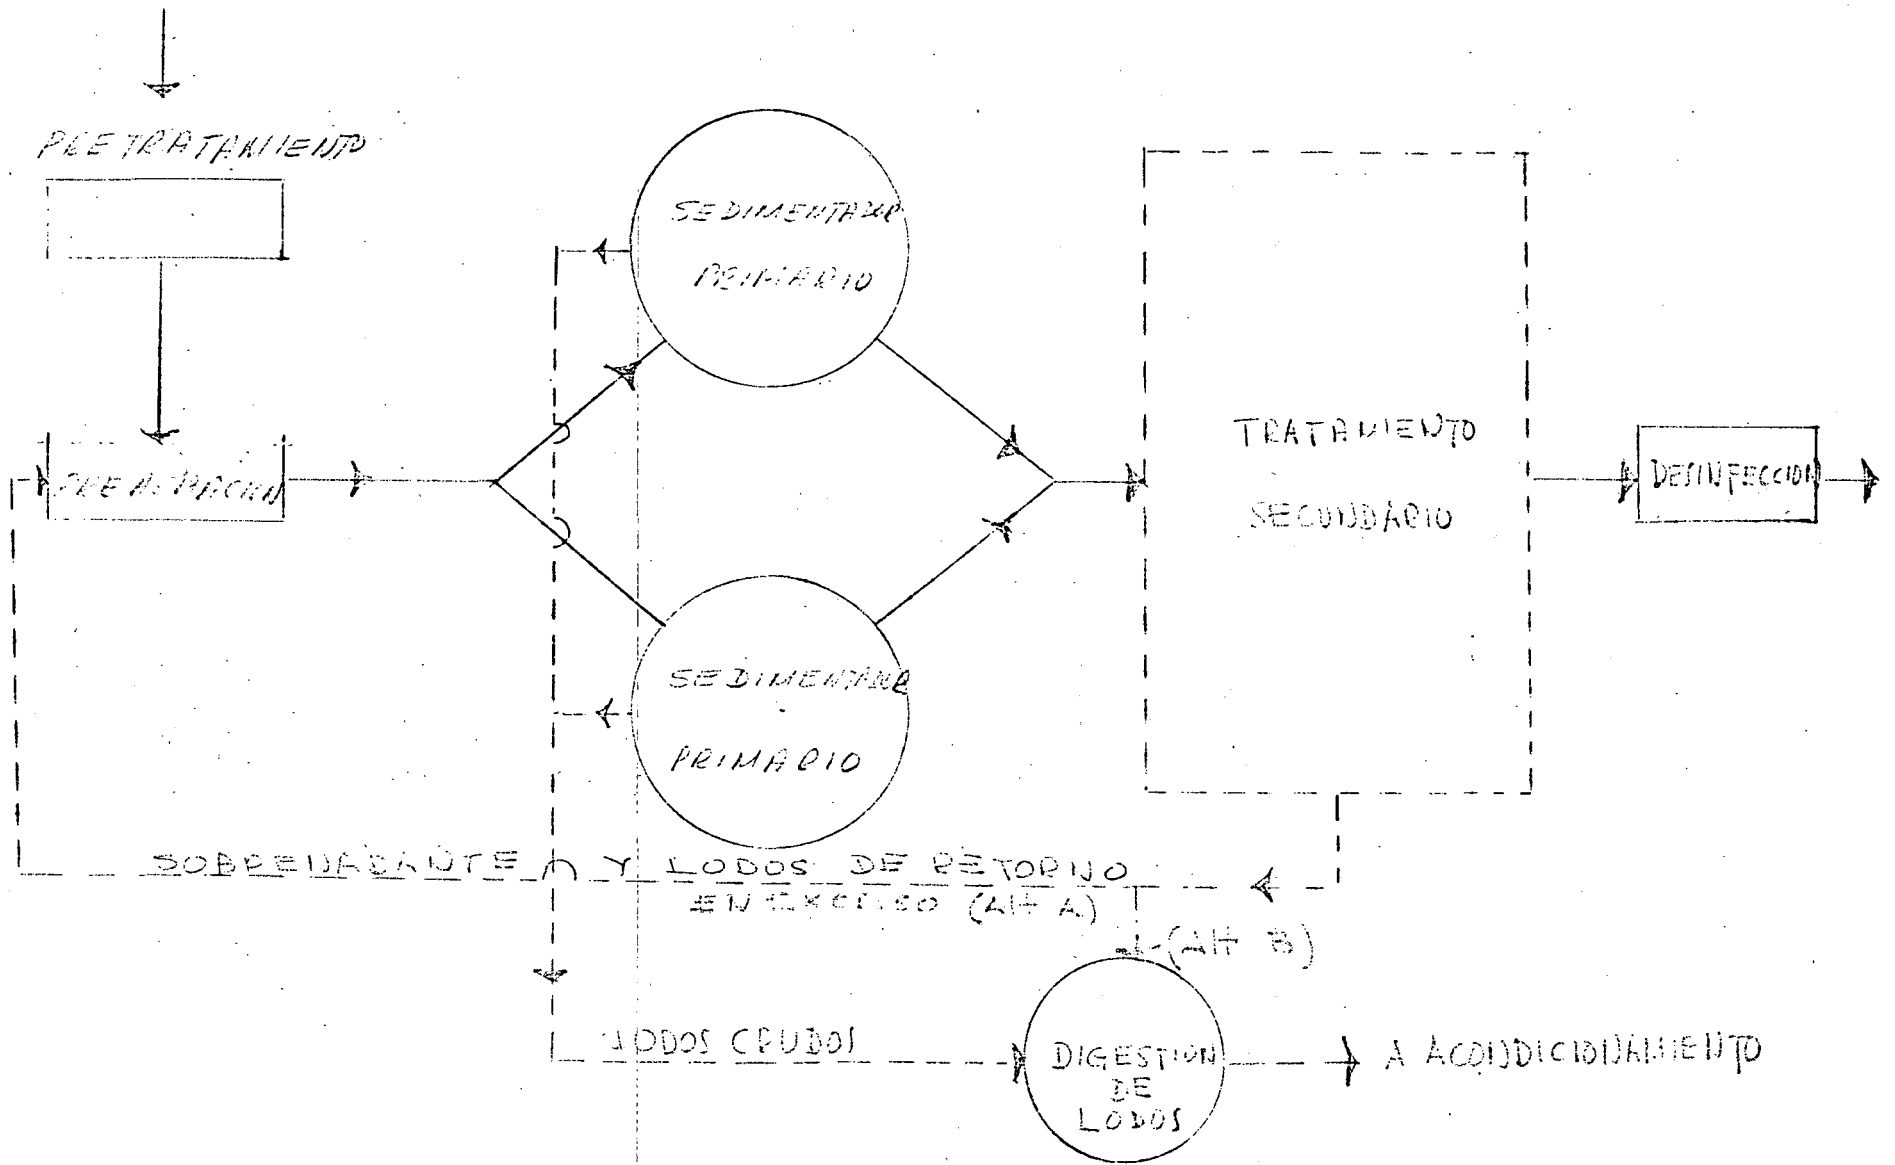 PRETRATAMIENTO
SEDIMENTADOR
PRIMARIO
PREAERACION
TRATAMIENTO
SECUNDARIO
DESINFECCION
SEDIMENTADOR
PRIMARIO
SOBRENADANTE Y LODOS DE RETORNO
EN EXCESO (Alt A)
(Alt B)
LODOS CRUDOS
DIGESTION
DE
LODOS
A ACONDICIONAMIENTO